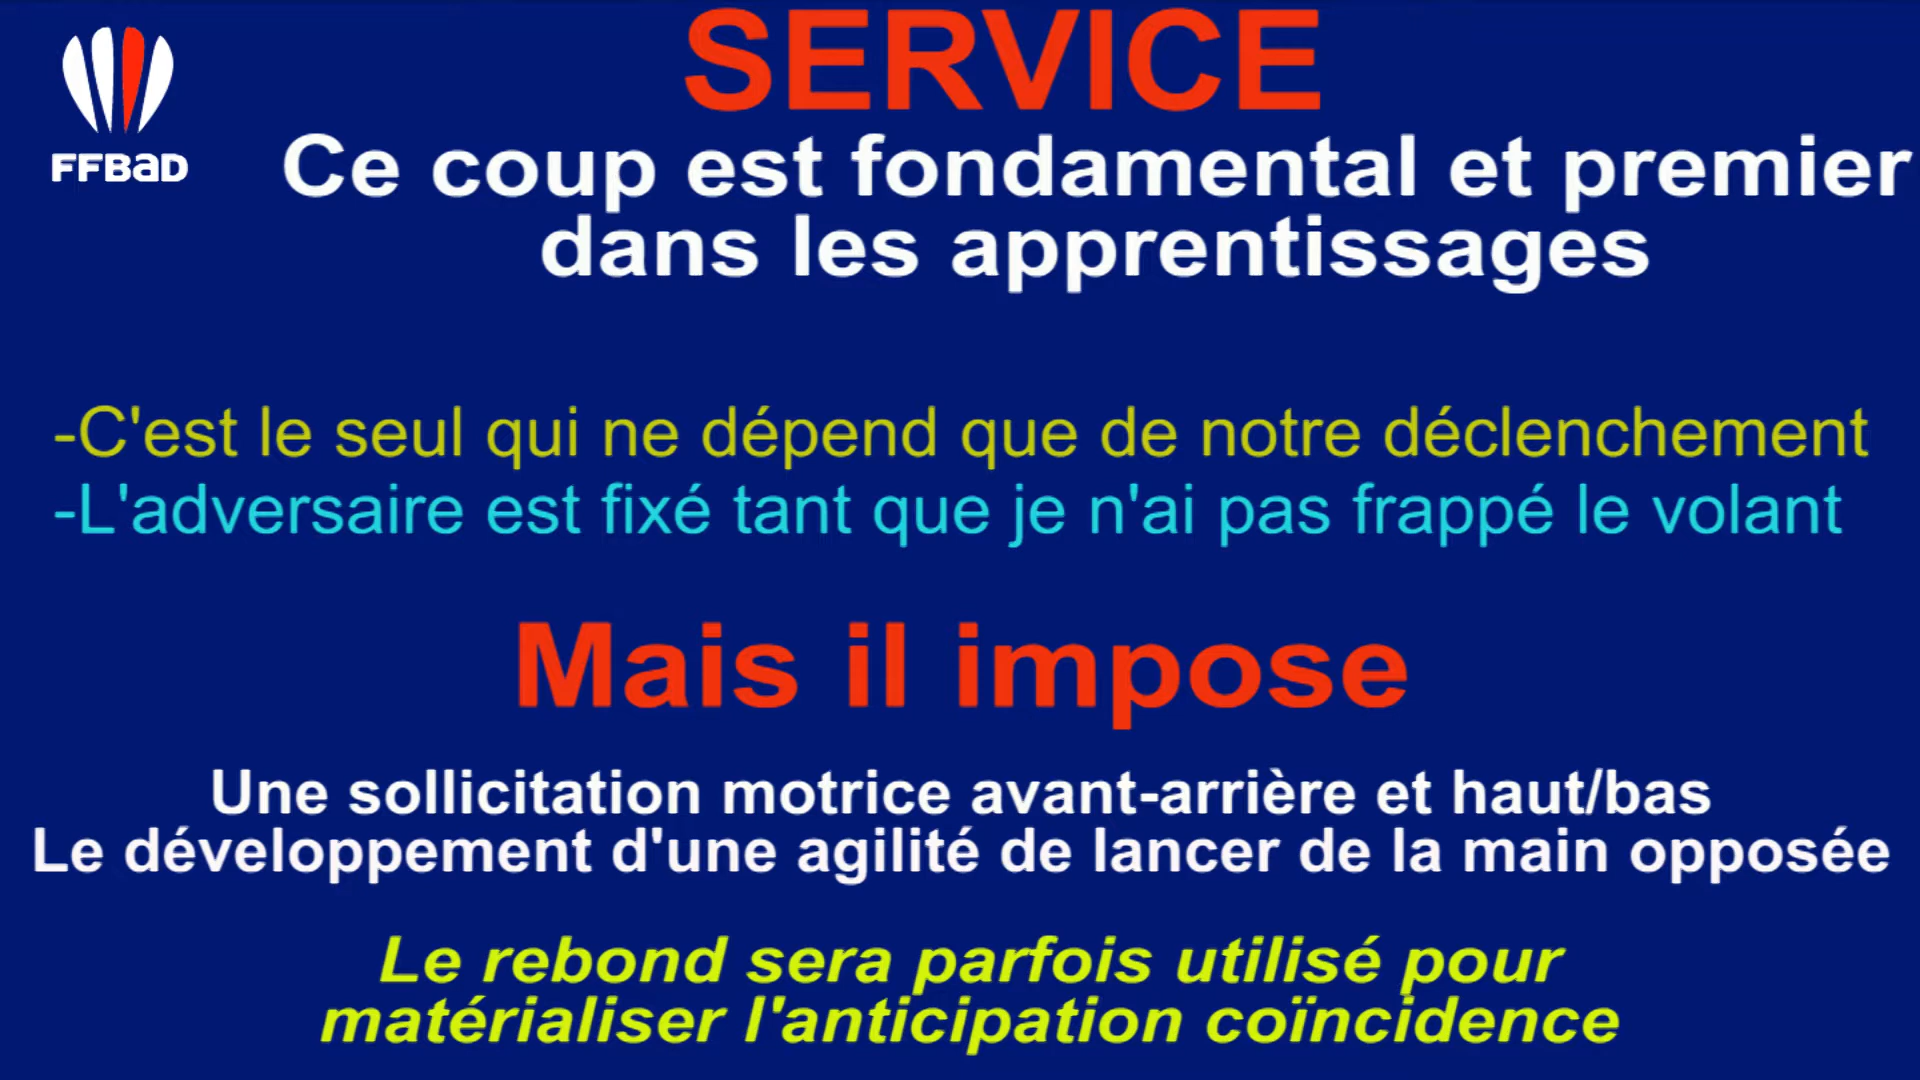 SERVICE
FFBaD
Ce coup est fondamental et premier
dans les apprentissages
-C'est le seul qui ne dépend que de notre déclenchement
-L'adversaire est fixé tant que je n'ai pas frappé le volant
Mais il impose
Une sollicitation motrice avant-arrière et haut/bas
Le développement d'une agilité de lancer de la main opposée
Le rebond sera parfois utilisé pour
matérialiser l'anticipation coïncidence